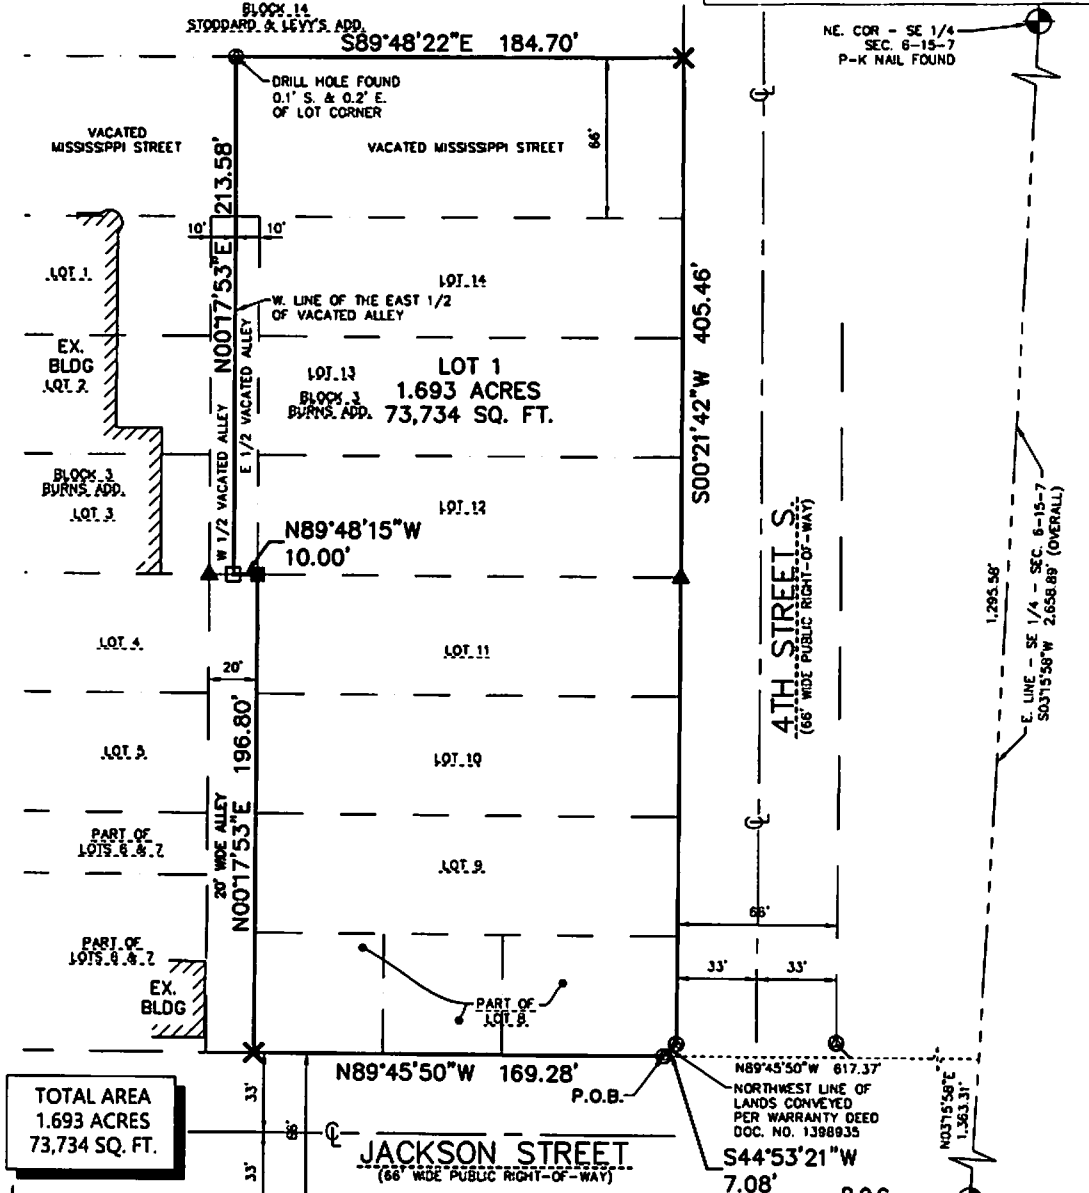 BLOCK 14
STODDARD & LEVY'S ADD.
S89°48'22"E 184.70'
NE. COR - SE 1/4
SEC. 6-15-7
P-K NAIL FOUND
DRILL HOLE FOUND
0.1' S. & 0.2' E.
OF LOT CORNER
VACATED
MISSISSIPPI STREET
VACATED MISSISSIPPI STREET
66'
CL
N00°17'53"E 213.58'
10'
10'
LOT 1
LOT 14
W. LINE OF THE EAST 1/2
OF VACATED ALLEY
S00°21'42"W 405.46'
EX.
BLDG
LOT 2
LOT 13
BLOCK 3
BURNS ADD.
LOT 1
1.693 ACRES
73,734 SQ. FT.
W 1/2 VACATED ALLEY
E 1/2 VACATED ALLEY
BLOCK 3
BURNS ADD.
LOT 3
LOT 12
N89°48'15"W
10.00'
4TH STREET S.
(66' WIDE PUBLIC RIGHT-OF-WAY)
1,295.58'
E. LINE - SE 1/4 - SEC. 6-15-7
S03°15'58"W 2,658.89' (OVERALL)
LOT 4
LOT 11
20'
LOT 5
LOT 10
20' WIDE ALLEY
N00°17'53"E 196.80'
CL
PART OF
LOTS 6 & 7
LOT 9
66'
PART OF
LOTS 6 & 7
33'
33'
EX.
BLDG
PART OF
LOT 8
N89°45'50"W 169.28'
P.O.B.
N89°45'50"W 617.37'
NORTHWEST LINE OF
LANDS CONVEYED
PER WARRANTY DEED
DOC. NO. 1398935
N03°15'58"E
1,363.31'
TOTAL AREA
1.693 ACRES
73,734 SQ. FT.
33'
66'
33'
CL
JACKSON STREET
(66' WIDE PUBLIC RIGHT-OF-WAY)
S44°53'21"W
7.08'